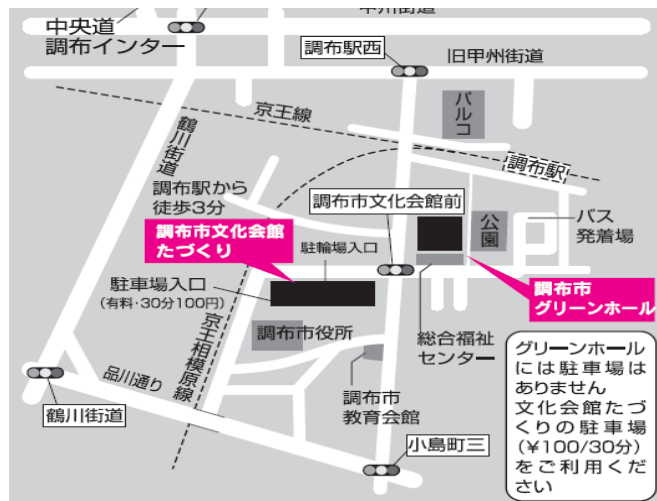 甲州街道
中央道
調布インター
調布駅西
旧甲州街道
パルコ
京王線
鶴川街道
調布駅
調布駅から
徒歩3分
調布市文化会館前
公園
バス
発着場
調布市文化会館
たづくり
駐輪場入口
駐車場入口
(有料・30分100円)
調布市
グリーンホール
京王相模原線
調布市役所
総合福祉
センター
品川通り
鶴川街道
調布市
教育会館
小島町三
グリーンホール
には駐車場は
ありません
文化会館たづ
くりの駐車場
(¥100/30分)
をご利用くだ
さい